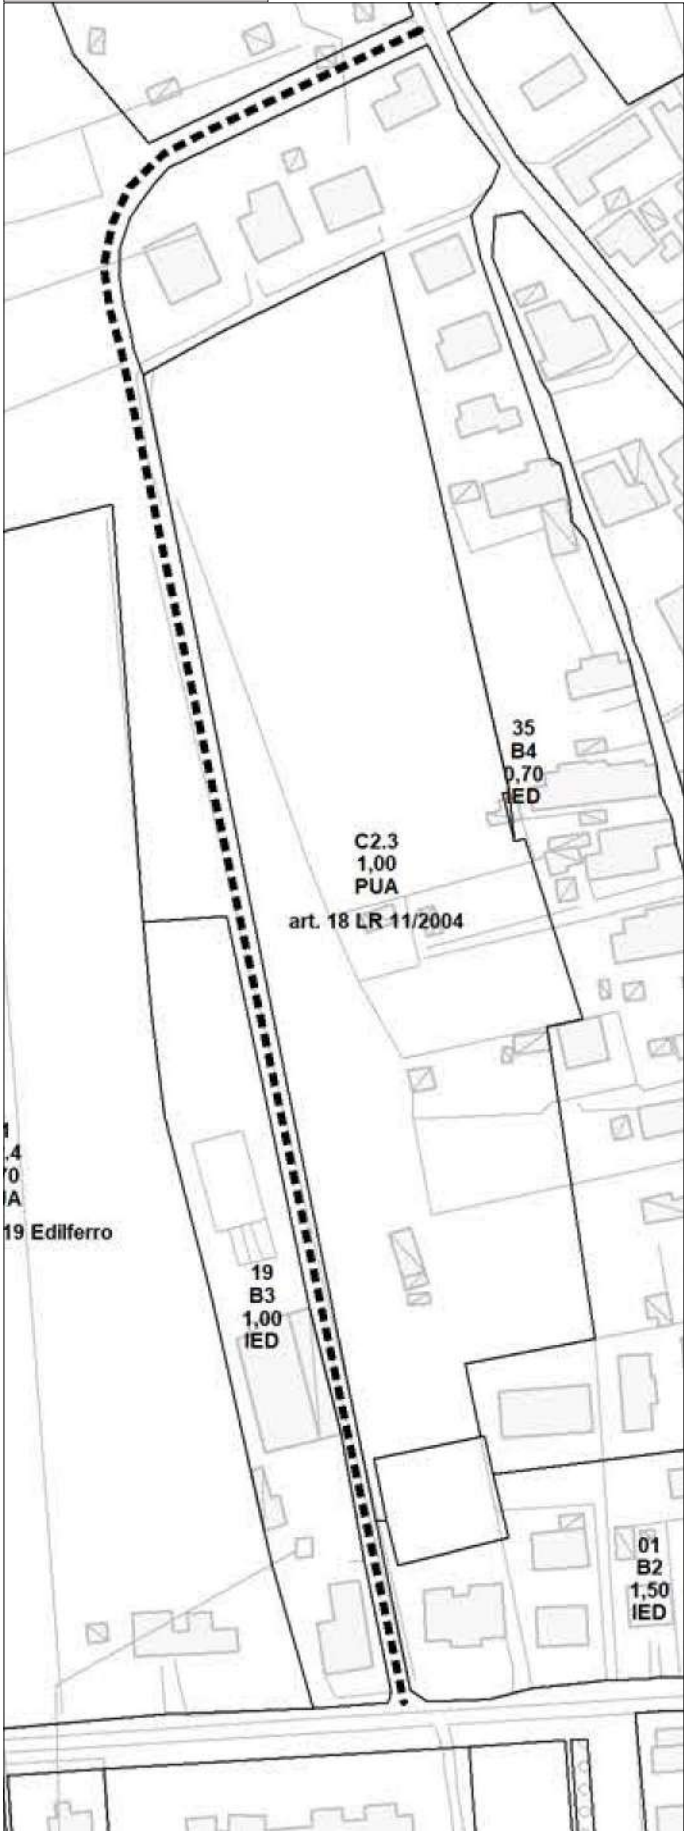 35
B4
0,70
IED
C2.3
1,00
PUA
art. 18 LR 11/2004
.4
19 Edilferro
19
B3
1,00
IED
01
B2
1,50
IED